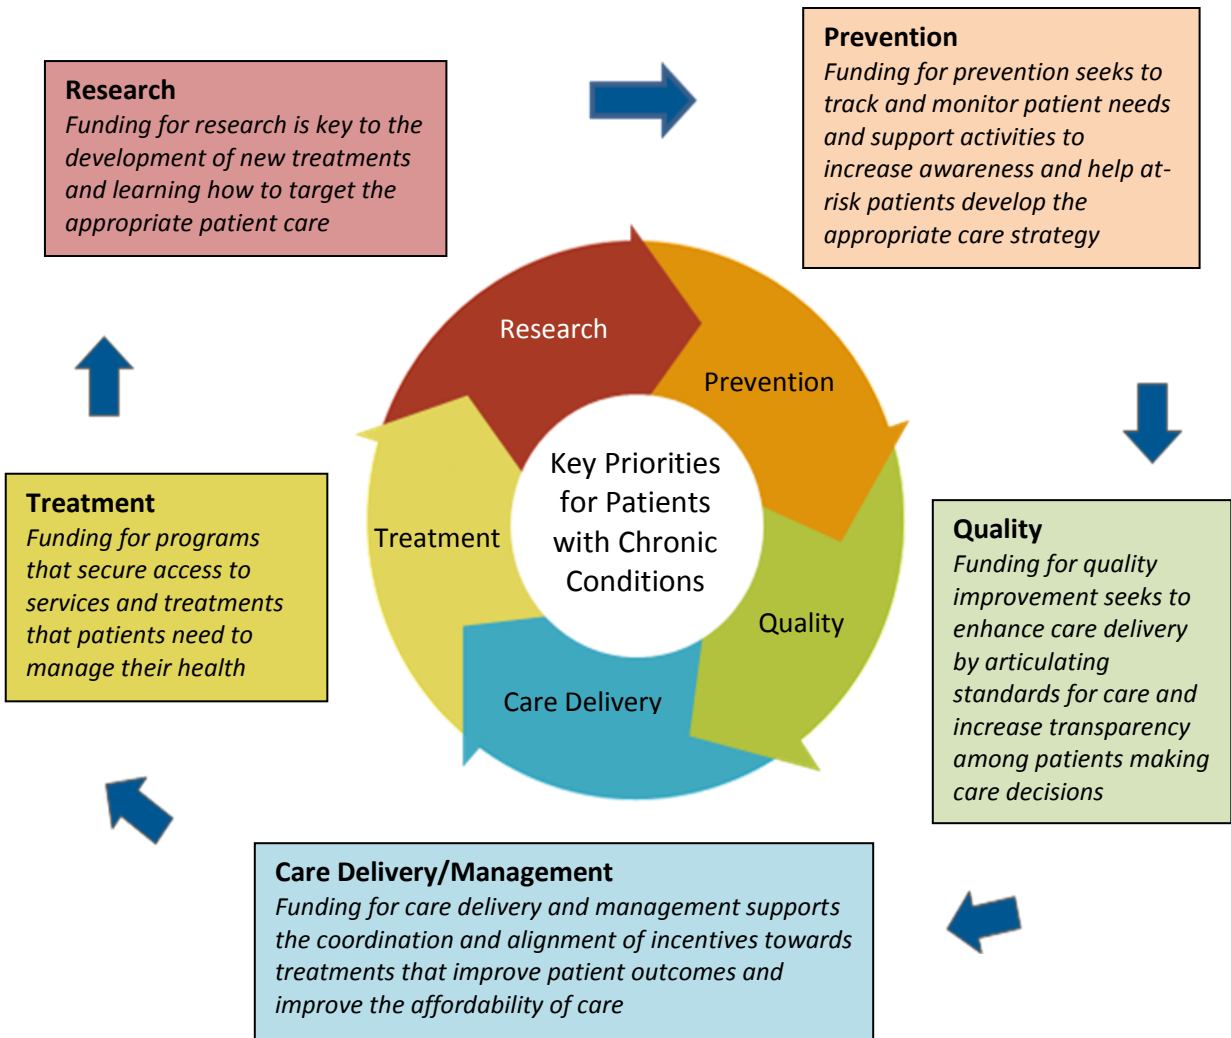 Research
Funding for research is key to the
development of new treatments
and learning how to target the
appropriate patient care
Prevention
Funding for prevention seeks to
track and monitor patient needs
and support activities to
increase awareness and help at-
risk patients develop the
appropriate care strategy
Research
Prevention
Quality
Care Delivery
Treatment
Key Priorities
for Patients
with Chronic
Conditions
Treatment
Funding for programs
that secure access to
services and treatments
that patients need to
manage their health
Quality
Funding for quality
improvement seeks to
enhance care delivery
by articulating
standards for care and
increase transparency
among patients making
care decisions
Care Delivery/Management
Funding for care delivery and management supports
the coordination and alignment of incentives towards
treatments that improve patient outcomes and
improve the affordability of care